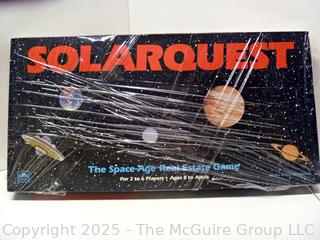 SOLARQUEST
The Space-Age Real Estate Game
For 2 to 6 Players • Ages 8 to Adult
Copyright 2025 - The McGuire Group LLC